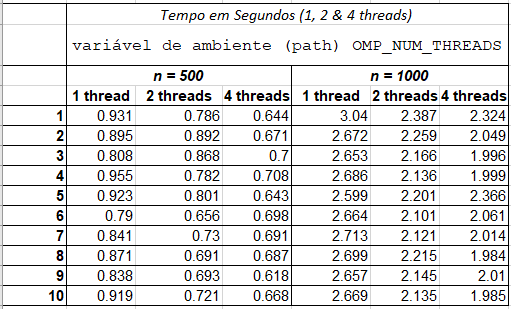 Tempo em Segundos (1, 2 & 4 threads)
variável de ambiente (path) OMP_NUM_THREADS
n = 500 n = 1000
1 thread 2 threads 4 threads 1 thread 2 threads 4 threads
1 0.931 0.786 0.644 3.04 2.387 2.324
2 0.895 0.892 0.671 2.672 2.259 2.049
3 0.808 0.868 0.7 2.653 2.166 1.996
4 0.955 0.782 0.708 2.686 2.136 1.999
5 0.923 0.801 0.643 2.599 2.201 2.366
6 0.79 0.656 0.698 2.664 2.101 2.061
7 0.841 0.73 0.691 2.713 2.121 2.014
8 0.871 0.691 0.687 2.699 2.215 1.984
9 0.838 0.693 0.618 2.657 2.145 2.01
10 0.919 0.721 0.668 2.669 2.135 1.985